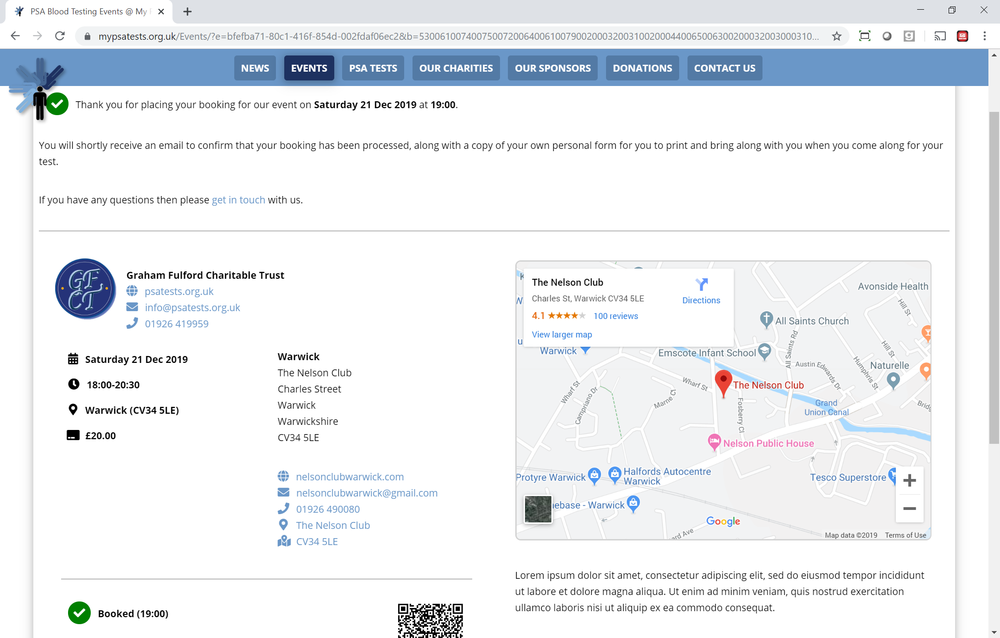 PSA Blood Testing Events @ My
mypsatests.org.uk/Events/?e=bfefba71-80c1-416f-854d-002fdaf06ec2&b=530061007400750072006400610079002000320031002000440065006300200032003000310...
NEWS
EVENTS
PSA TESTS
OUR CHARITIES
OUR SPONSORS
DONATIONS
CONTACT US
Thank you for placing your booking for our event on Saturday 21 Dec 2019 at 19:00.
You will shortly receive an email to confirm that your booking has been processed, along with a copy of your own personal form for you to print and bring along with you when you come along for your
test.
If you have any questions then please get in touch with us.
GF
CT
Graham Fulford Charitable Trust
psatests.org.uk
info@psatests.org.uk
01926 419959
Saturday 21 Dec 2019
18:00-20:30
Warwick (CV34 5LE)
£20.00
Warwick
The Nelson Club
Charles Street
Warwick
Warwickshire
CV34 5LE
nelsonclubwarwick.com
nelsonclubwarwick@gmail.com
01926 490080
The Nelson Club
CV34 5LE
Booked (19:00)
The Nelson Club
Charles St, Warwick CV34 5LE
4.1
100 reviews
View larger map
Directions
Avonside Health
Hill St
All Saints Church
All Saints Rd
Hill St
Warwick
Emscote Infant School
Austin Edwards Dr
Humphris St
Naturelle
Wharf St
The Nelson Club
Wharf St
Campriano Dr
Marne Cl
Fosberry Cl
Grand
Union Canal
Nelson Public House
Protyre Warwick
Halfords Autocentre
Warwick
Tesco Superstore
ebase - Warwick
Google
ard Ave
Map data ©2019
Terms of Use
Lorem ipsum dolor sit amet, consectetur adipiscing elit, sed do eiusmod tempor incididunt
ut labore et dolore magna aliqua. Ut enim ad minim veniam, quis nostrud exercitation
ullamco laboris nisi ut aliquip ex ea commodo consequat.